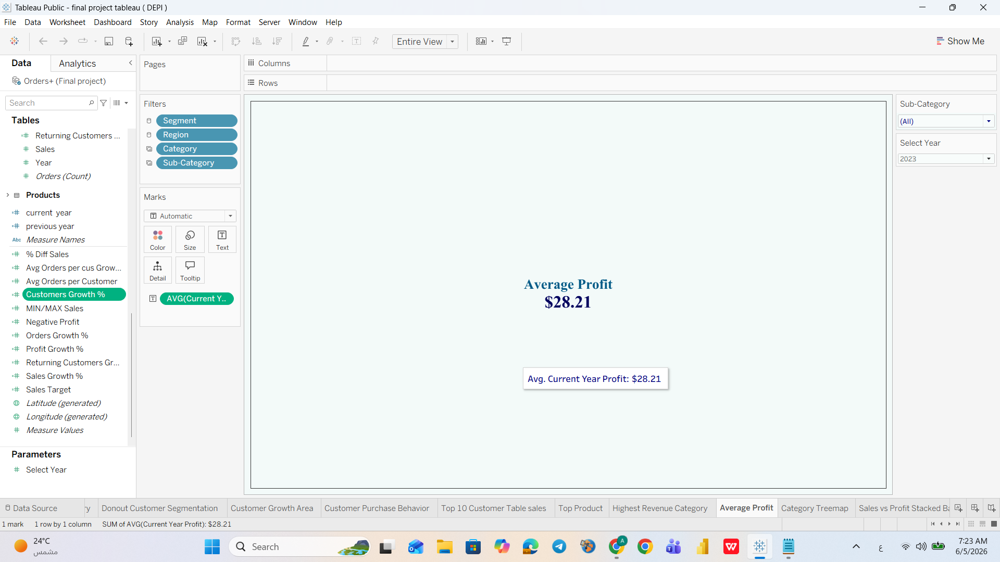 Tableau Public - final project tableau ( DEPI )
File Data Worksheet Dashboard Story Analysis Map Format Server Window Help
Entire View
Show Me
Data Analytics
Orders+ (Final project)
Search
Tables
Returning Customers ...
Sales
Year
Orders (Count)
Products
current year
previous year
Abc Measure Names
% Diff Sales
Avg Orders per cus Grow...
Avg Orders per Customer
Customers Growth %
MIN/MAX Sales
Negative Profit
Orders Growth %
Profit Growth %
Returning Customers Gr...
Sales Growth %
Sales Target
Latitude (generated)
Longitude (generated)
Measure Values
Parameters
Select Year
Pages
Filters
Segment
Region
Category
Sub-Category
Marks
Automatic
Color Size Text
Detail Tooltip
AVG(Current Y..
Columns
Rows
Average Profit
$28.21
Avg. Current Year Profit: $28.21
Sub-Category
(All)
Select Year
2023
Data Source ry Donout Customer Segmentation Customer Growth Area Customer Purchase Behavior Top 10 Customer Table sales Top Product Highest Revenue Category Average Profit Category Treemap Sales vs Profit Stacked Ba
1 mark 1 row by 1 column SUM of AVG(Current Year Profit): $28.21
24°C
مشمس
Search
A
W
ع
7:23 AM
6/5/2026